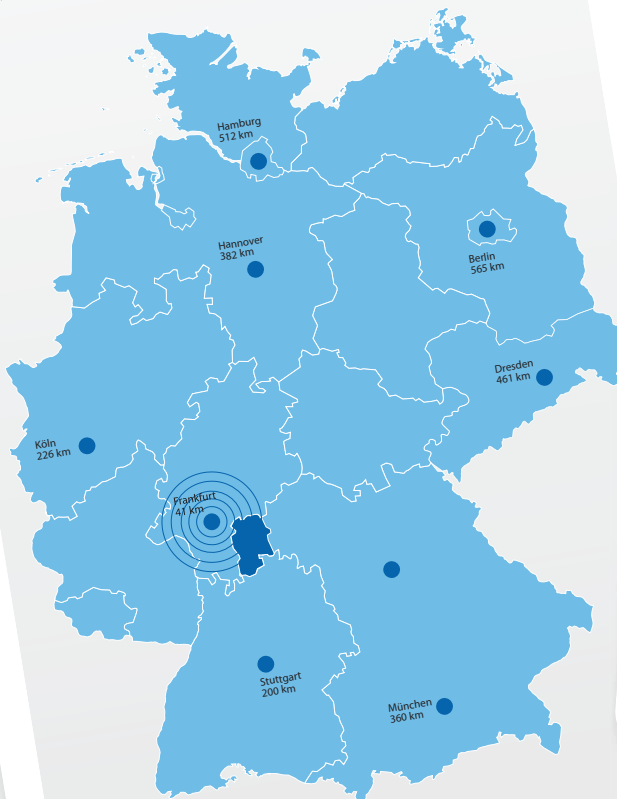 Hamburg
512 km
Hannover
382 km
Berlin
565 km
Dresden
461 km
Köln
226 km
Frankfurt
41 km
Stuttgart
200 km
München
360 km